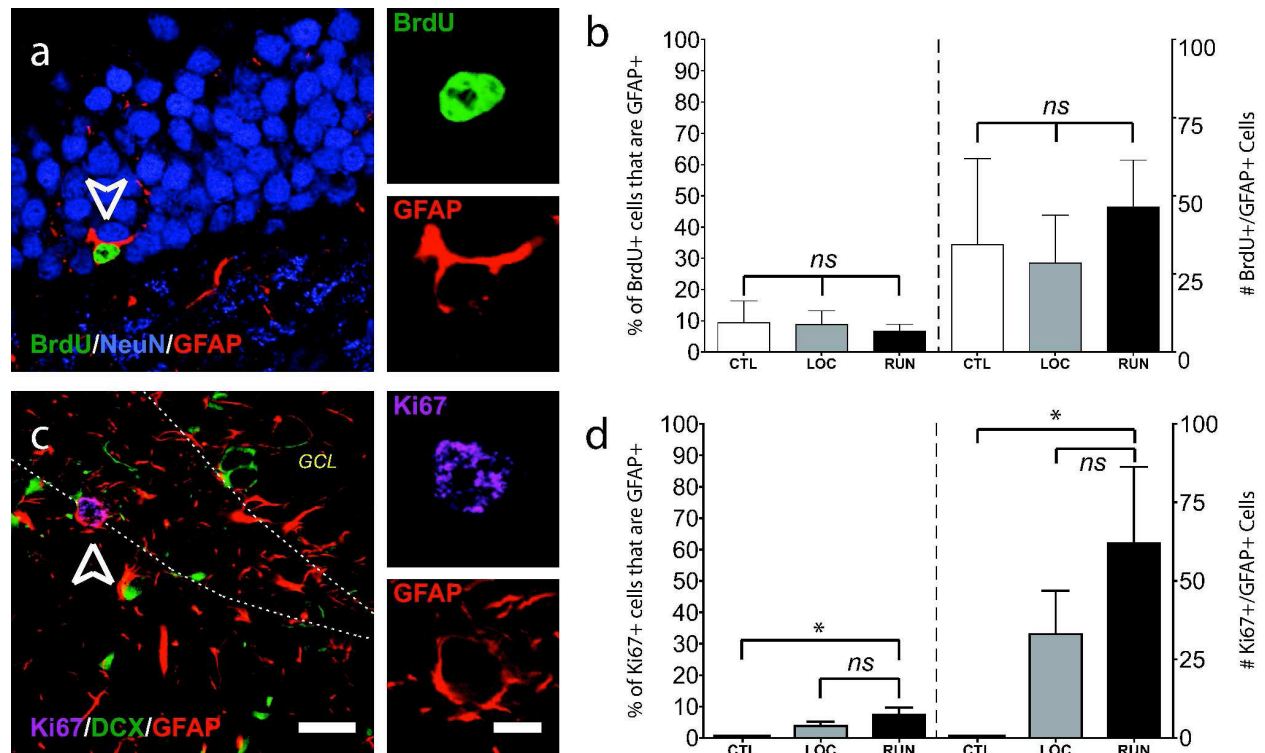 a
BrdU/NeuN/GFAP
BrdU
GFAP
b
% of BrdU+ cells that are GFAP+
100
90
80
70
60
50
40
30
20
10
0
ns
ns
CTL LOC RUN CTL LOC RUN
100
75
50
25
0
# BrdU+/GFAP+ Cells
c
GCL
Ki67/DCX/GFAP
Ki67
GFAP
d
% of Ki67+ cells that are GFAP+
100
90
80
70
60
50
40
30
20
10
0
*
ns
*
ns
CTL LOC RUN CTL LOC RUN
100
75
50
25
0
# Ki67+/GFAP+ Cells